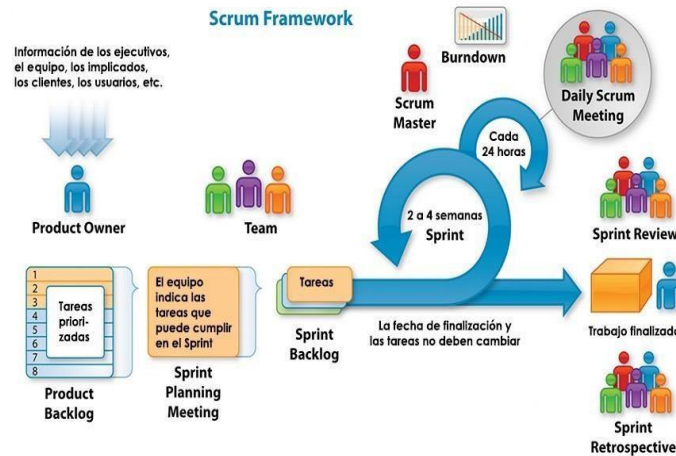 Scrum Framework
Información de los ejecutivos,
el equipo, los implicados,
los clientes, los usuarios, etc.
Product Owner
Team
Scrum
Master
Burndown
Daily Scrum
Meeting
Cada
24 horas
2 a 4 semanas
Sprint
1
2
3
4
5
6
7
8
Tareas
priori-
zadas
Product
Backlog
El equipo
indica las
tareas que
puede cumplir
en el Sprint
Sprint
Planning
Meeting
Tareas
Sprint
Backlog
La fecha de finalización y
las tareas no deben cambiar
Sprint Review
Trabajo finalizado
Sprint
Retrospective